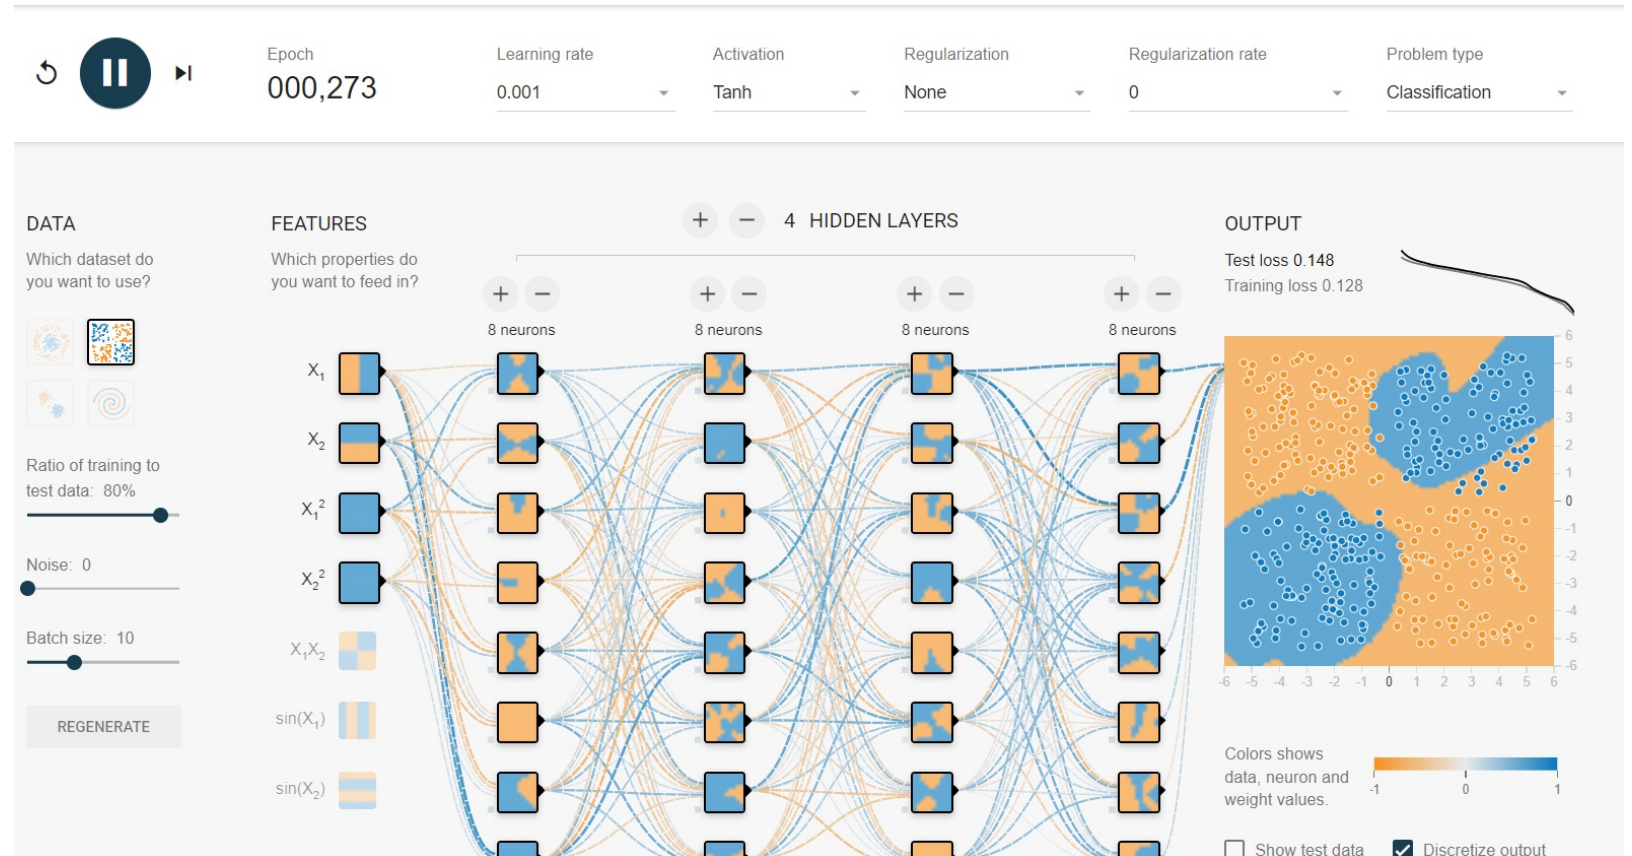 Epoch
000,273
Learning rate
0.001
Activation
Tanh
Regularization
None
Regularization rate
0
Problem type
Classification
DATA
Which dataset do
you want to use?
Ratio of training to
test data: 80%
Noise: 0
Batch size: 10
REGENERATE
FEATURES
Which properties do
you want to feed in?
X₁
X₂
X₁²
X₂²
X₁X₂
sin(X₁)
sin(X₂)
+ − 4 HIDDEN LAYERS
+ − + − + − + −
8 neurons 8 neurons 8 neurons 8 neurons
OUTPUT
Test loss 0.148
Training loss 0.128
6
5
4
3
2
1
0
-1
-2
-3
-4
-5
-6
-6 -5 -4 -3 -2 -1 0 1 2 3 4 5 6
Colors shows
data, neuron and
weight values.
-1 0 1
Show test data Discretize output